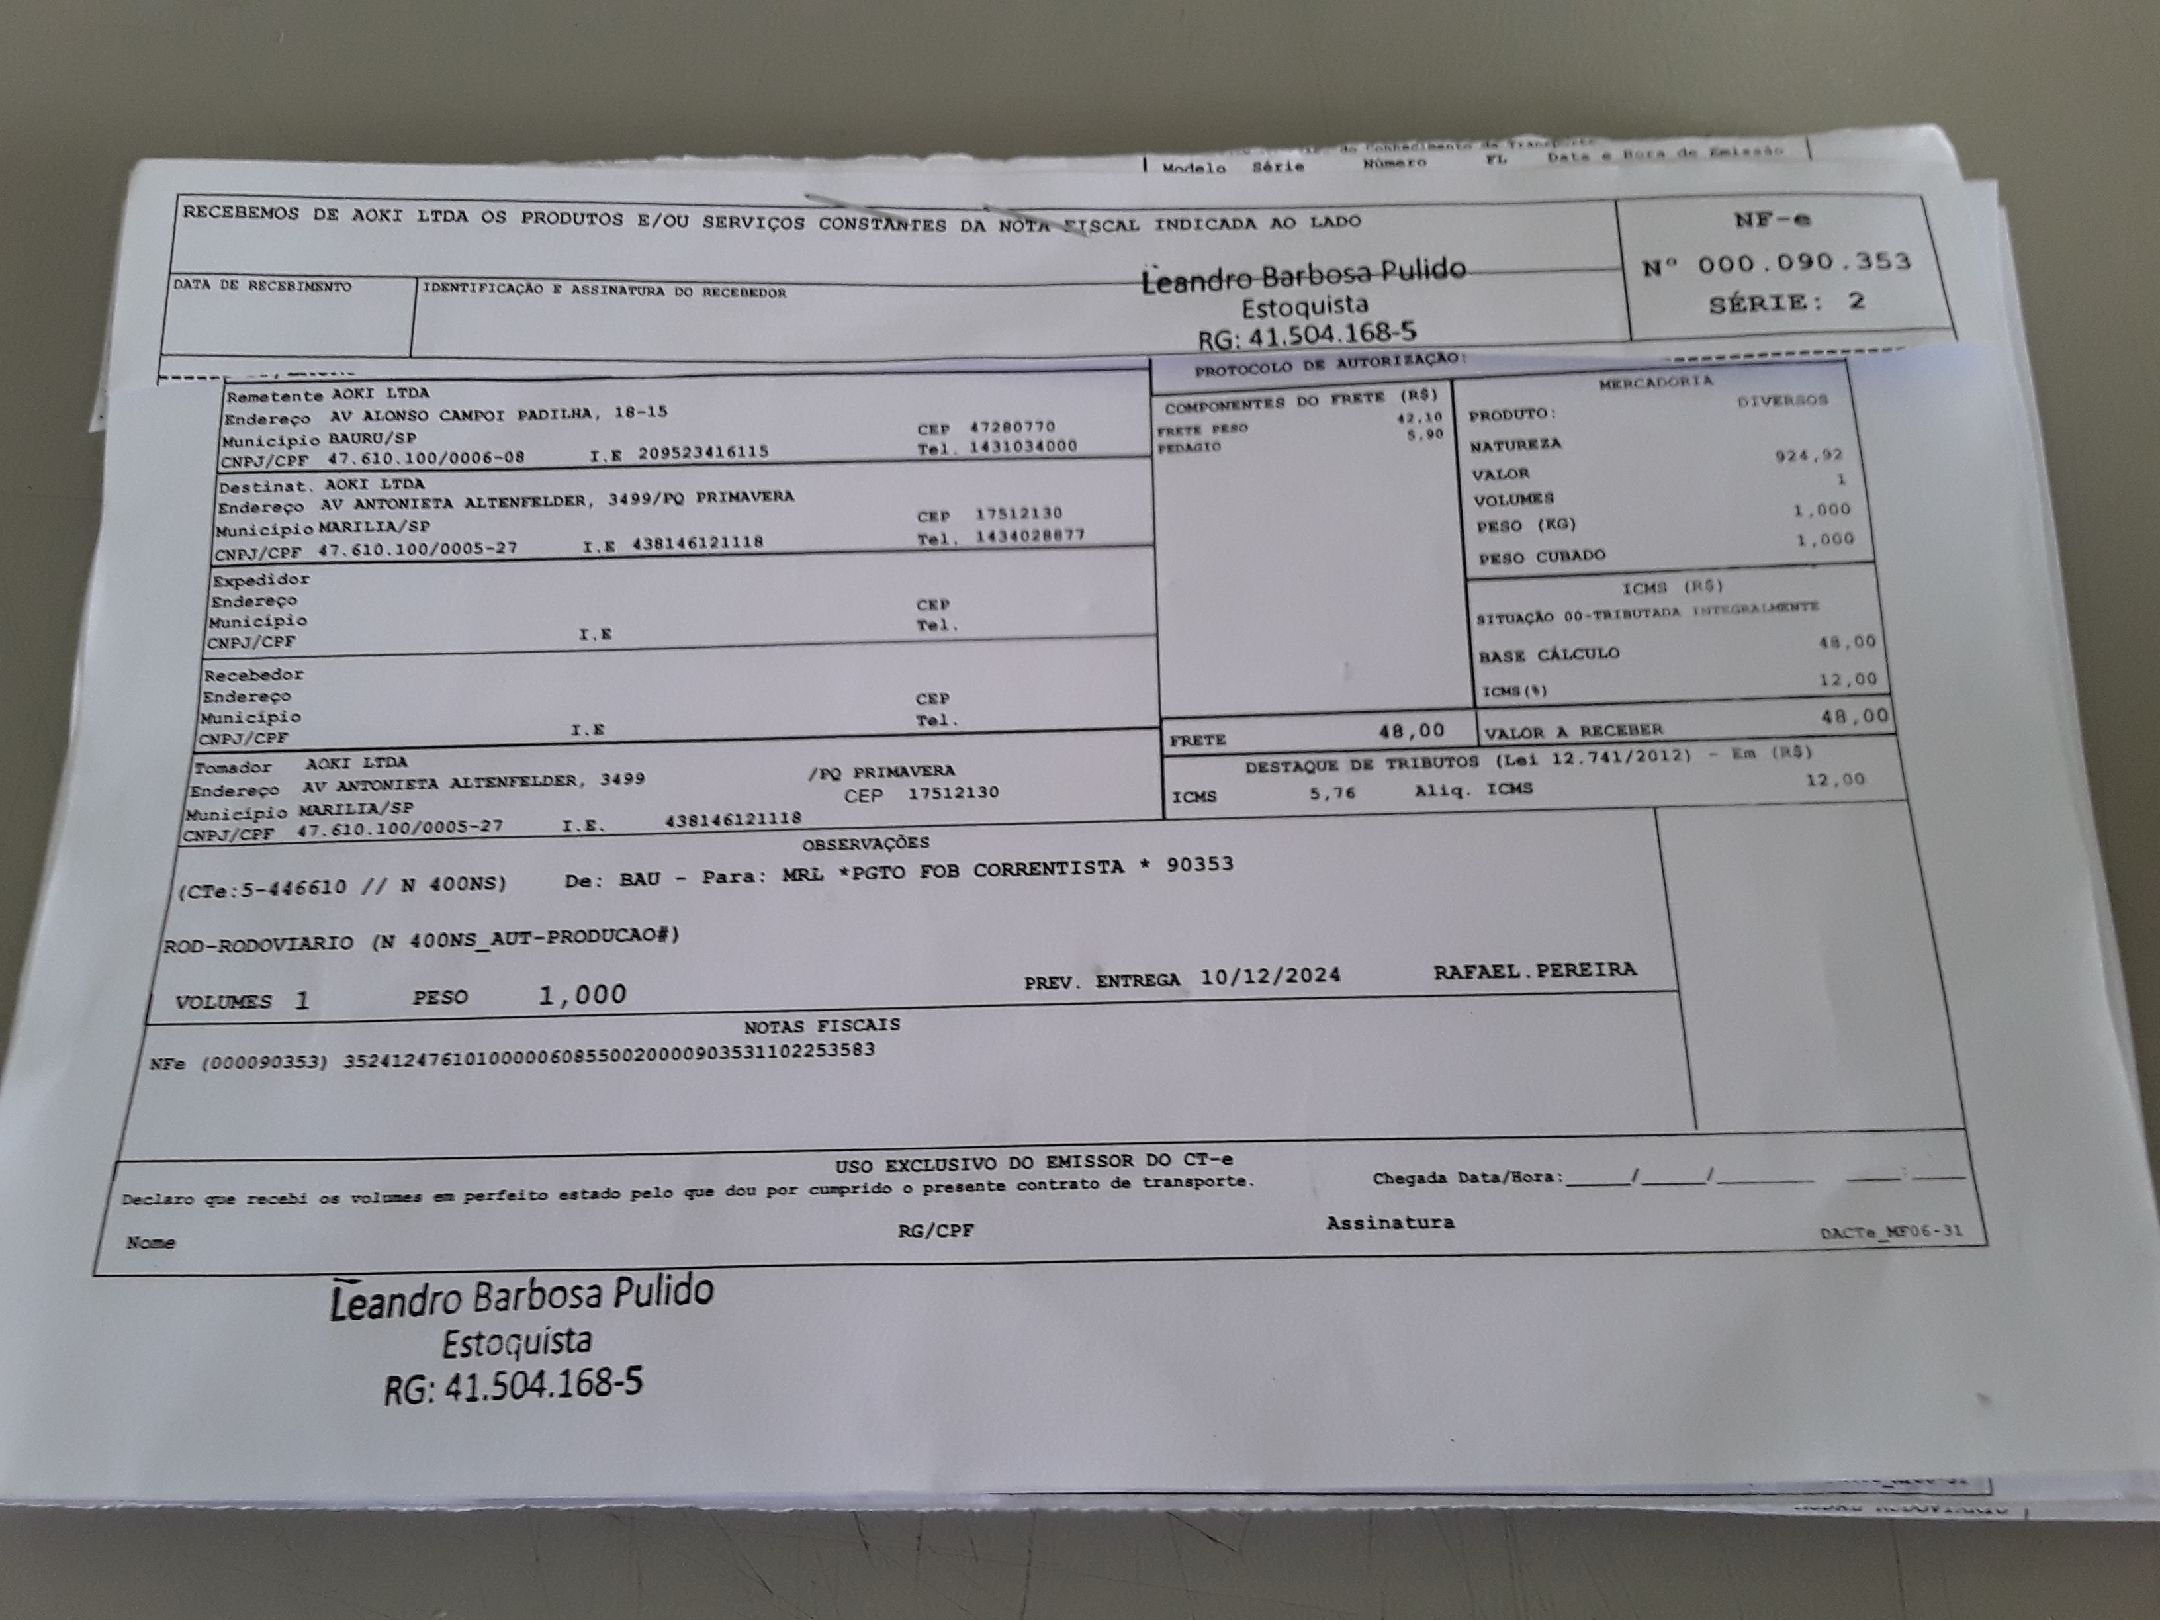 do Conhecimento de Transporte
Modelo Série Número FL Data e Hora de Emissão
RECEBEMOS DE AOKI LTDA OS PRODUTOS E/OU SERVIÇOS CONSTANTES DA NOTA FISCAL INDICADA AO LADO
NF-e
Nº 000.090.353
SÉRIE: 2
DATA DE RECEBIMENTO
IDENTIFICAÇÃO E ASSINATURA DO RECEBEDOR
Leandro Barbosa Pulido
Estoquista
RG: 41.504.168-5
PROTOCOLO DE AUTORIZAÇÃO:
Remetente AOKI LTDA
Endereço AV ALONSO CAMPOI PADILHA, 18-15
Município BAURU/SP CEP 47280770
CNPJ/CPF 47.610.100/0006-08 I.E 209523416115 Tel. 1431034000
Destinat. AOKI LTDA
Endereço AV ANTONIETA ALTENFELDER, 3499/PQ PRIMAVERA
Município MARILIA/SP CEP 17512130
CNPJ/CPF 47.610.100/0005-27 I.E 438146121118 Tel. 1434028877
Expedidor
Endereço
Município CEP
CNPJ/CPF I.E Tel.
Recebedor
Endereço
Município CEP
CNPJ/CPF I.E Tel.
Tomador AOKI LTDA
Endereço AV ANTONIETA ALTENFELDER, 3499 /PQ PRIMAVERA
Município MARILIA/SP CEP 17512130
CNPJ/CPF 47.610.100/0005-27 I.E. 438146121118
COMPONENTES DO FRETE (R$)
FRETE PESO 42,10
PEDAGIO 5,90
MERCADORIA
PRODUTO: DIVERSOS
NATUREZA
VALOR 924,92
VOLUMES 1
PESO (KG) 1,000
PESO CUBADO 1,000
ICMS (R$)
SITUAÇÃO 00-TRIBUTADA INTEGRALMENTE
BASE CÁLCULO 48,00
ICMS(%) 12,00
FRETE 48,00
VALOR A RECEBER 48,00
DESTAQUE DE TRIBUTOS (Lei 12.741/2012) - Em (R$)
ICMS 5,76 Aliq. ICMS 12,00
OBSERVAÇÕES
(CTe:5-446610 // N 400NS) De: BAU - Para: MRL *PGTO FOB CORRENTISTA * 90353
ROD-RODOVIARIO (N 400NS_AUT-PRODUCAO#)
VOLUMES 1 PESO 1,000 PREV. ENTREGA 10/12/2024 RAFAEL.PEREIRA
NOTAS FISCAIS
NFe (000090353) 35241247610100000608550020000903531102253583
USO EXCLUSIVO DO EMISSOR DO CT-e
Declaro que recebi os volumes em perfeito estado pelo que dou por cumprido o presente contrato de transporte.
Chegada Data/Hora:_____/_____/________ ____:____
Nome RG/CPF Assinatura
DACTe_MF06-31
Leandro Barbosa Pulido
Estoquista
RG: 41.504.168-5